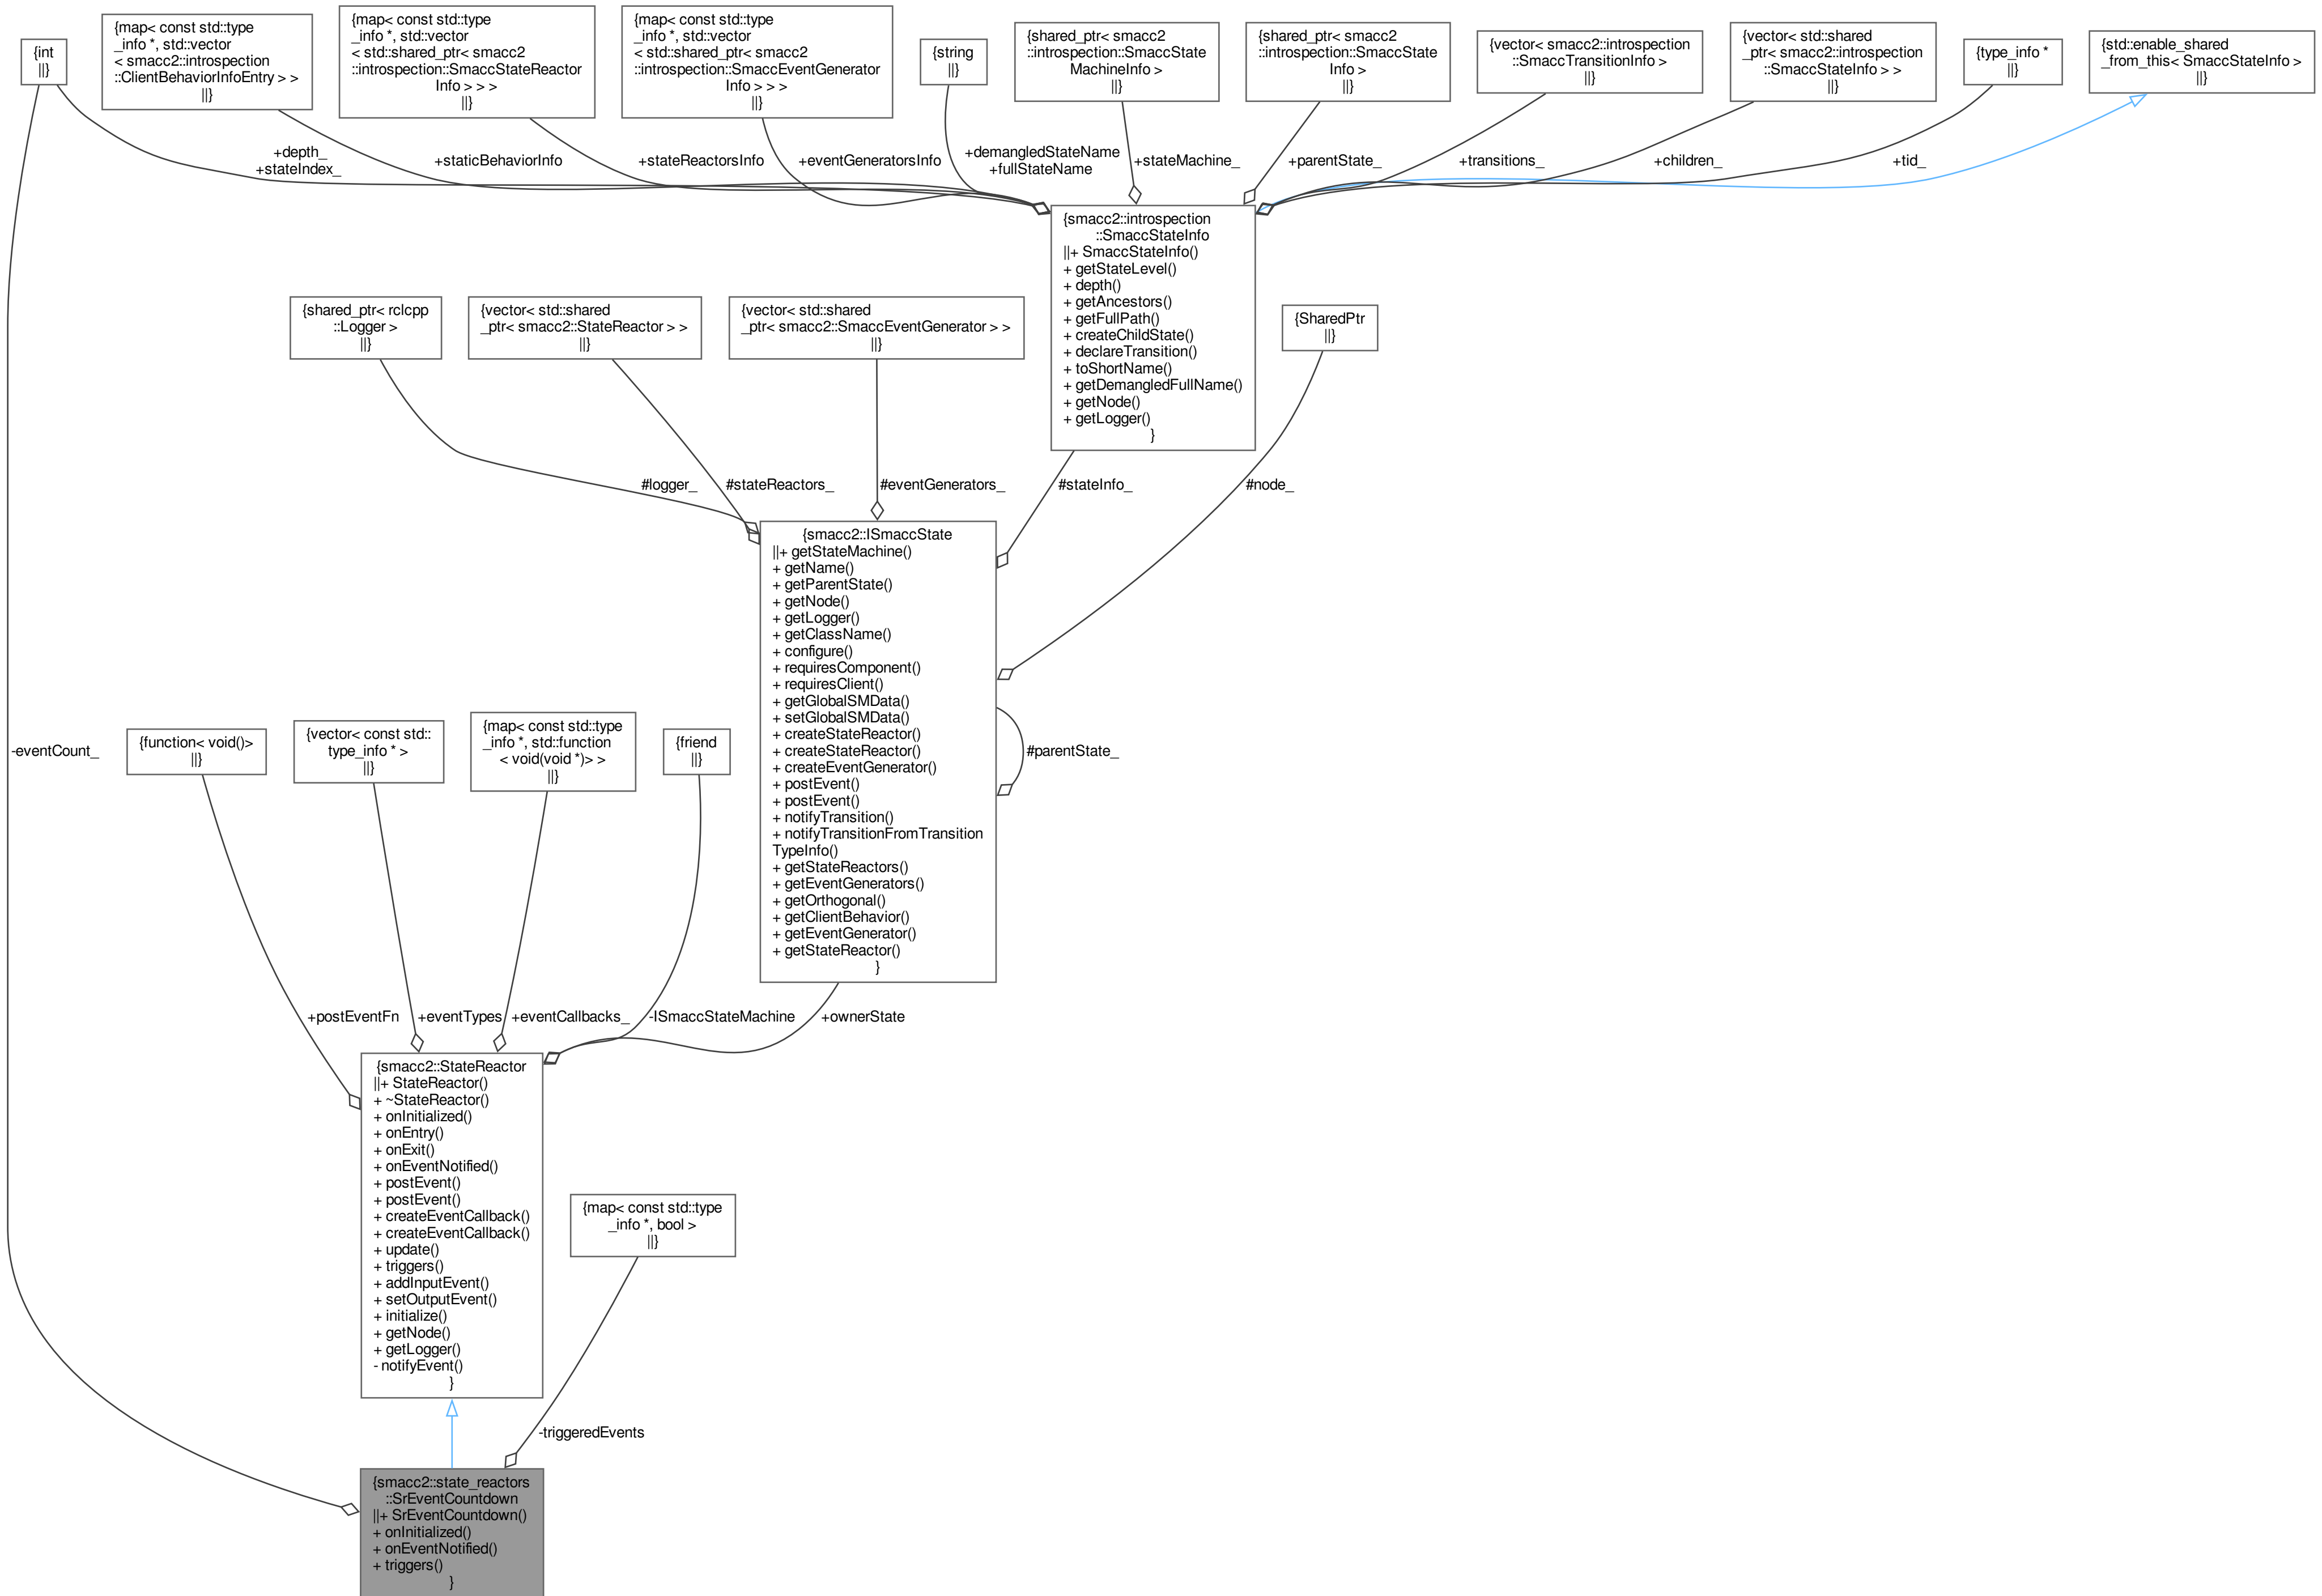 {int
||}
{map< const std::type
_info *, std::vector
< smacc2::introspection
::ClientBehaviorInfoEntry > >
||}
{map< const std::type
_info *, std::vector
< std::shared_ptr< smacc2
::introspection::SmaccStateReactor
Info > > >
||}
{map< const std::type
_info *, std::vector
< std::shared_ptr< smacc2
::introspection::SmaccEventGenerator
Info > > >
||}
{string
||}
{shared_ptr< smacc2
::introspection::SmaccState
MachineInfo >
||}
{shared_ptr< smacc2
::introspection::SmaccState
Info >
||}
{vector< smacc2::introspection
::SmaccTransitionInfo >
||}
{vector< std::shared
_ptr< smacc2::introspection
::SmaccStateInfo > >
||}
{type_info *
||}
{std::enable_shared
_from_this< SmaccStateInfo >
||}
+depth_
+stateIndex_
+staticBehaviorInfo
+stateReactorsInfo
+eventGeneratorsInfo
+demangledStateName
+fullStateName
+stateMachine_
+parentState_
+transitions_
+children_
+tid_
{smacc2::introspection
::SmaccStateInfo
||+ SmaccStateInfo()
+ getStateLevel()
+ depth()
+ getAncestors()
+ getFullPath()
+ createChildState()
+ declareTransition()
+ toShortName()
+ getDemangledFullName()
+ getNode()
+ getLogger()
}
{shared_ptr< rclcpp
::Logger >
||}
{vector< std::shared
_ptr< smacc2::StateReactor > >
||}
{vector< std::shared
_ptr< smacc2::SmaccEventGenerator > >
||}
{SharedPtr
||}
#logger_
#stateReactors_
#eventGenerators_
#stateInfo_
#node_
{smacc2::ISmaccState
||+ getStateMachine()
+ getName()
+ getParentState()
+ getNode()
+ getLogger()
+ getClassName()
+ configure()
+ requiresComponent()
+ requiresClient()
+ getGlobalSMData()
+ setGlobalSMData()
+ createStateReactor()
+ createStateReactor()
+ createEventGenerator()
+ postEvent()
+ postEvent()
+ notifyTransition()
+ notifyTransitionFromTransition
TypeInfo()
+ getStateReactors()
+ getEventGenerators()
+ getOrthogonal()
+ getClientBehavior()
+ getEventGenerator()
+ getStateReactor()
}
#parentState_
-eventCount_
{function< void()>
||}
{vector< const std::
type_info * >
||}
{map< const std::type
_info *, std::function
< void(void *)> >
||}
{friend
||}
+postEventFn
+eventTypes
+eventCallbacks_
-ISmaccStateMachine
+ownerState
{smacc2::StateReactor
||+ StateReactor()
+ ~StateReactor()
+ onInitialized()
+ onEntry()
+ onExit()
+ onEventNotified()
+ postEvent()
+ postEvent()
+ createEventCallback()
+ createEventCallback()
+ update()
+ triggers()
+ addInputEvent()
+ setOutputEvent()
+ initialize()
+ getNode()
+ getLogger()
- notifyEvent()
}
{map< const std::type
_info *, bool >
||}
-triggeredEvents
{smacc2::state_reactors
::SrEventCountdown
||+ SrEventCountdown()
+ onInitialized()
+ onEventNotified()
+ triggers()
}